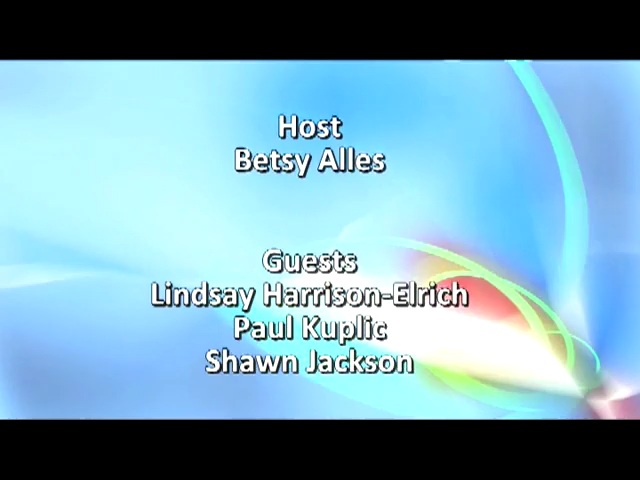 Host
Betsy Alles
Guests
Lindsay Harrison-Elrich
Paul Kuplic
Shawn Jackson